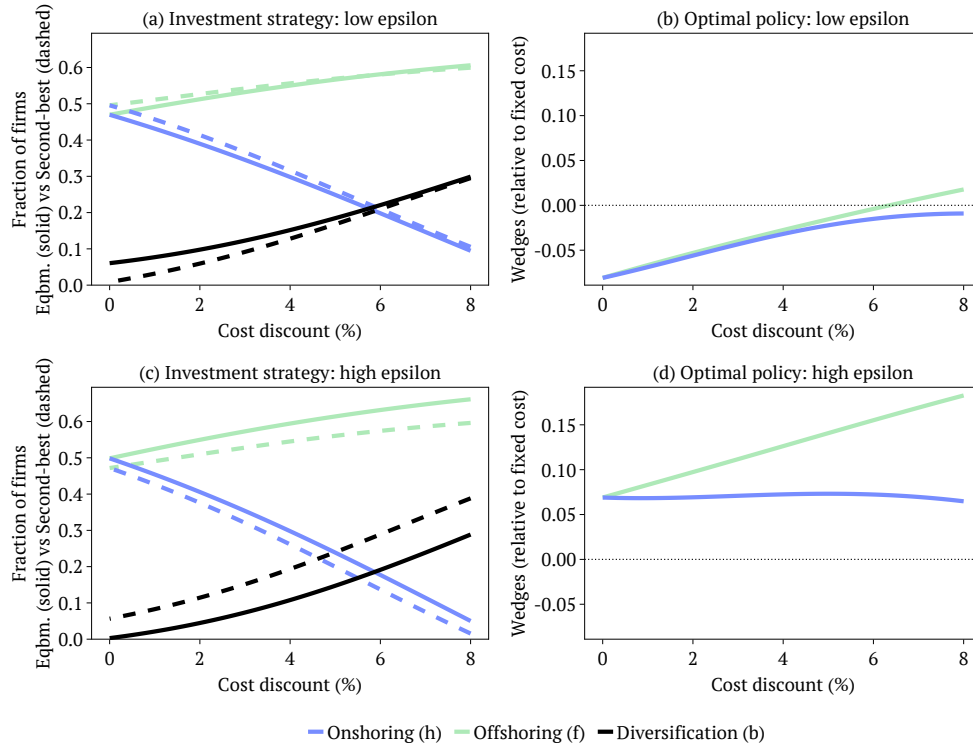 (a) Investment strategy: low epsilon
Fraction of firms
Eqbm. (solid) vs Second-best (dashed)
0.6
0.5
0.4
0.3
0.2
0.1
0.0
0 2 4 6 8
Cost discount (%)
(b) Optimal policy: low epsilon
Wedges (relative to fixed cost)
0.15
0.10
0.05
0.00
-0.05
0 2 4 6 8
Cost discount (%)
(c) Investment strategy: high epsilon
Fraction of firms
Eqbm. (solid) vs Second-best (dashed)
0.6
0.5
0.4
0.3
0.2
0.1
0.0
0 2 4 6 8
Cost discount (%)
(d) Optimal policy: high epsilon
Wedges (relative to fixed cost)
0.15
0.10
0.05
0.00
-0.05
0 2 4 6 8
Cost discount (%)
Onshoring (h) Offshoring (f) Diversification (b)